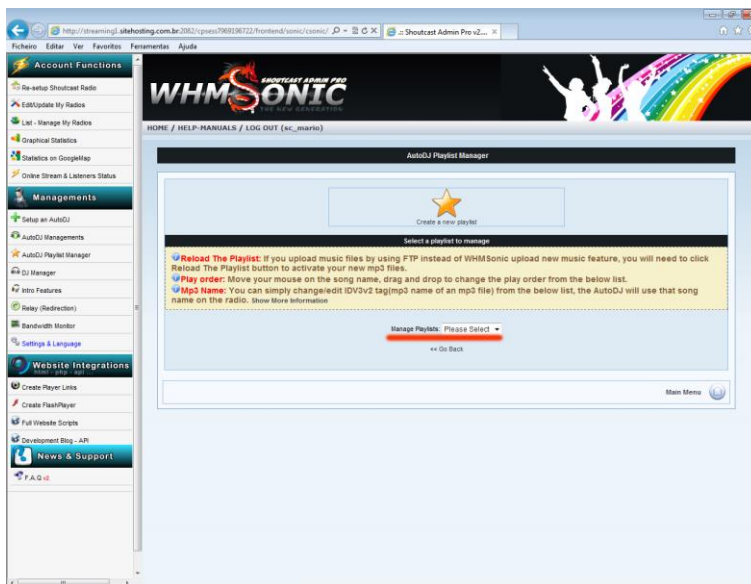 http://streaming1.sitehosting.com.br:2082/cpsess7969196722/frontend/sonic/csonic/
.:: Shoutcast Admin Pro v2....
Ficheiro Editar Ver Favoritos Ferramentas Ajuda
Account Functions
Re-setup Shoutcast Radio
Edit/Update My Radios
List - Manage My Radios
Graphical Statistics
Statistics on GoogleMap
Online Stream & Listeners Status
Managements
Setup an AutoDJ
AutoDJ Managements
AutoDJ Playlist Manager
DJ Manager
Intro Features
Relay (Redirection)
Bandwidth Monitor
Settings & Language
Website Integrations
html - php - api ...
Create Player Links
Create FlashPlayer
Full Website Scripts
Development Blog - API
News & Support
F.A.Q v2.
SHOUTCAST ADMIN PRO
WHMSONIC
THE NEW GENERATION
HOME / HELP-MANUALS / LOG OUT (sc_mario)
AutoDJ Playlist Manager
Create a new playlist
Select a playlist to manage
Reload The Playlist: If you upload music files by using FTP instead of WHMSonic upload new music feature, you will need to click
Reload The Playlist button to activate your new mp3 files.
Play order: Move your mouse on the song name, drag and drop to change the play order from the below list.
Mp3 Name: You can simply change/edit IDV3v2 tag(mp3 name of an mp3 file) from the below list, the AutoDJ will use that song
name on the radio. Show More Information
Manage Playlists: Please Select
<< Go Back
Main Menu